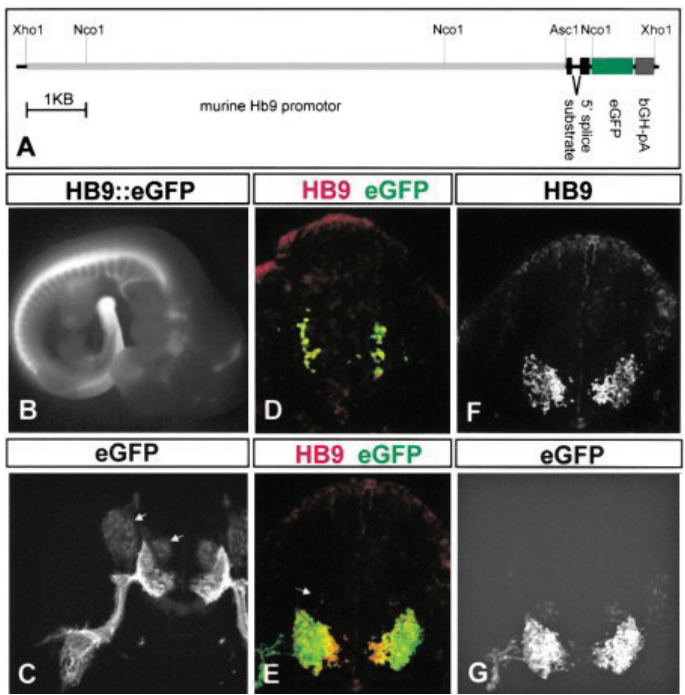 Xho1 Nco1 Nco1 Asc1 Nco1 Xho1
1KB
murine Hb9 promotor
substrate
5' splice
eGFP
bGH-pA
A
HB9::eGFP
HB9 eGFP
HB9
B
D
F
eGFP
HB9 eGFP
eGFP
C
E
G